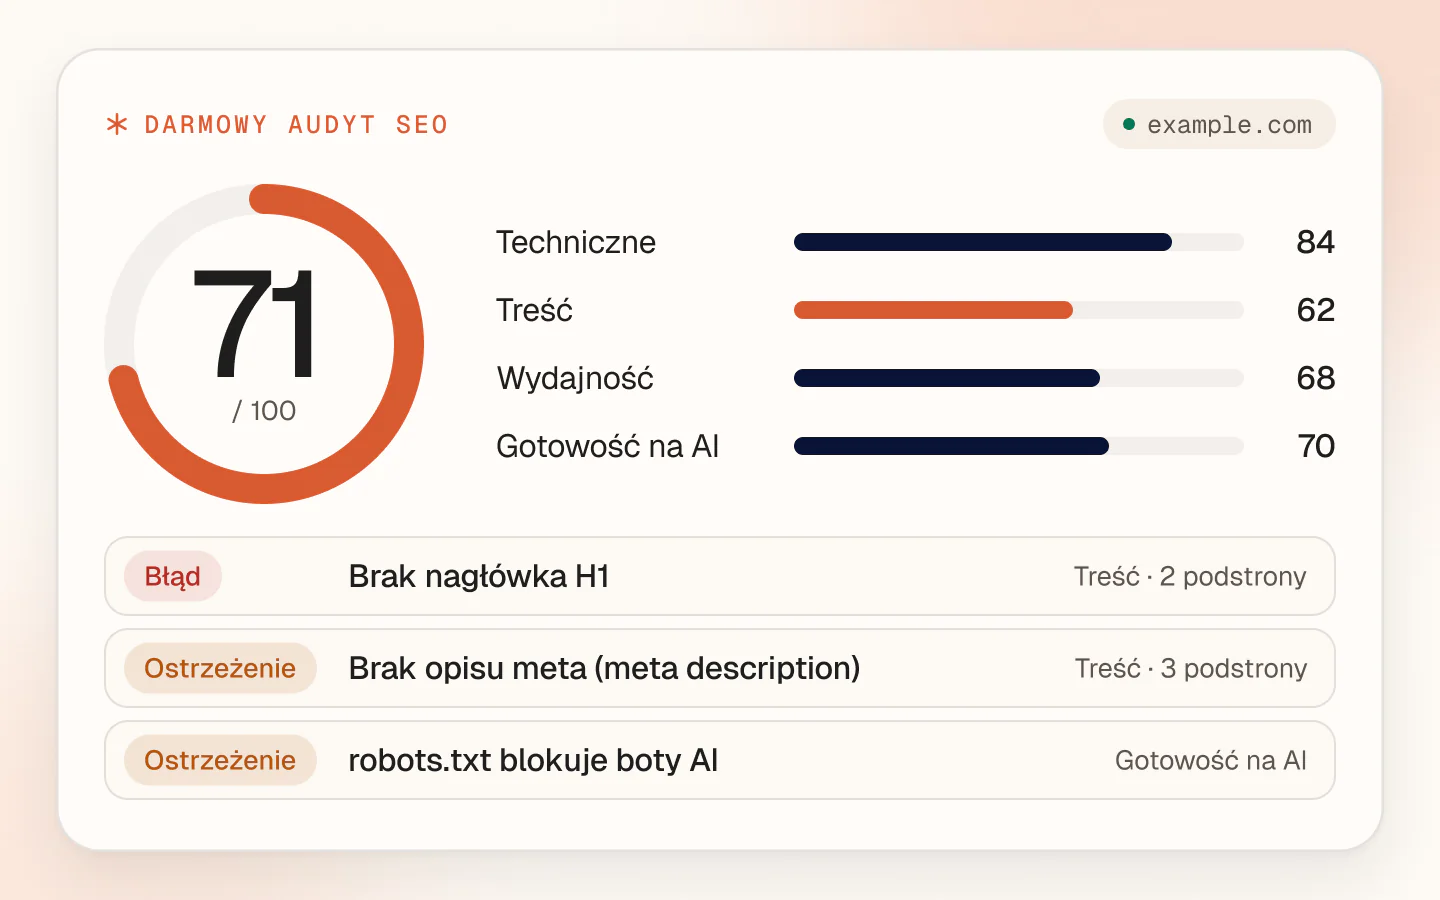 DARMOWY AUDYT SEO
example.com
71
/ 100
Techniczne 84
Treść 62
Wydajność 68
Gotowość na AI 70
Błąd Brak nagłówka H1 Treść · 2 podstrony
Ostrzeżenie Brak opisu meta (meta description) Treść · 3 podstrony
Ostrzeżenie robots.txt blokuje boty AI Gotowość na AI